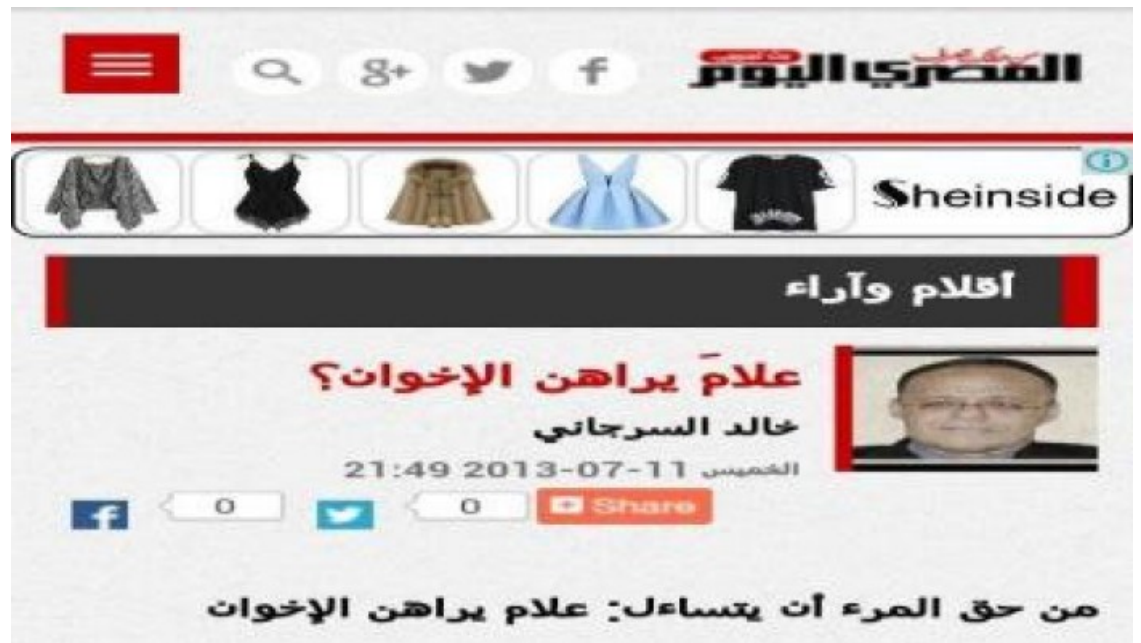 المصري اليوم
Sheinside
أقلام وآراء
علامَ يراهن الإخوان؟
خالد السرجاني
الخميس 11-07-2013 21:49
0 0 Share
من حق المرء أن يتساءل: علام يراهن الإخوان